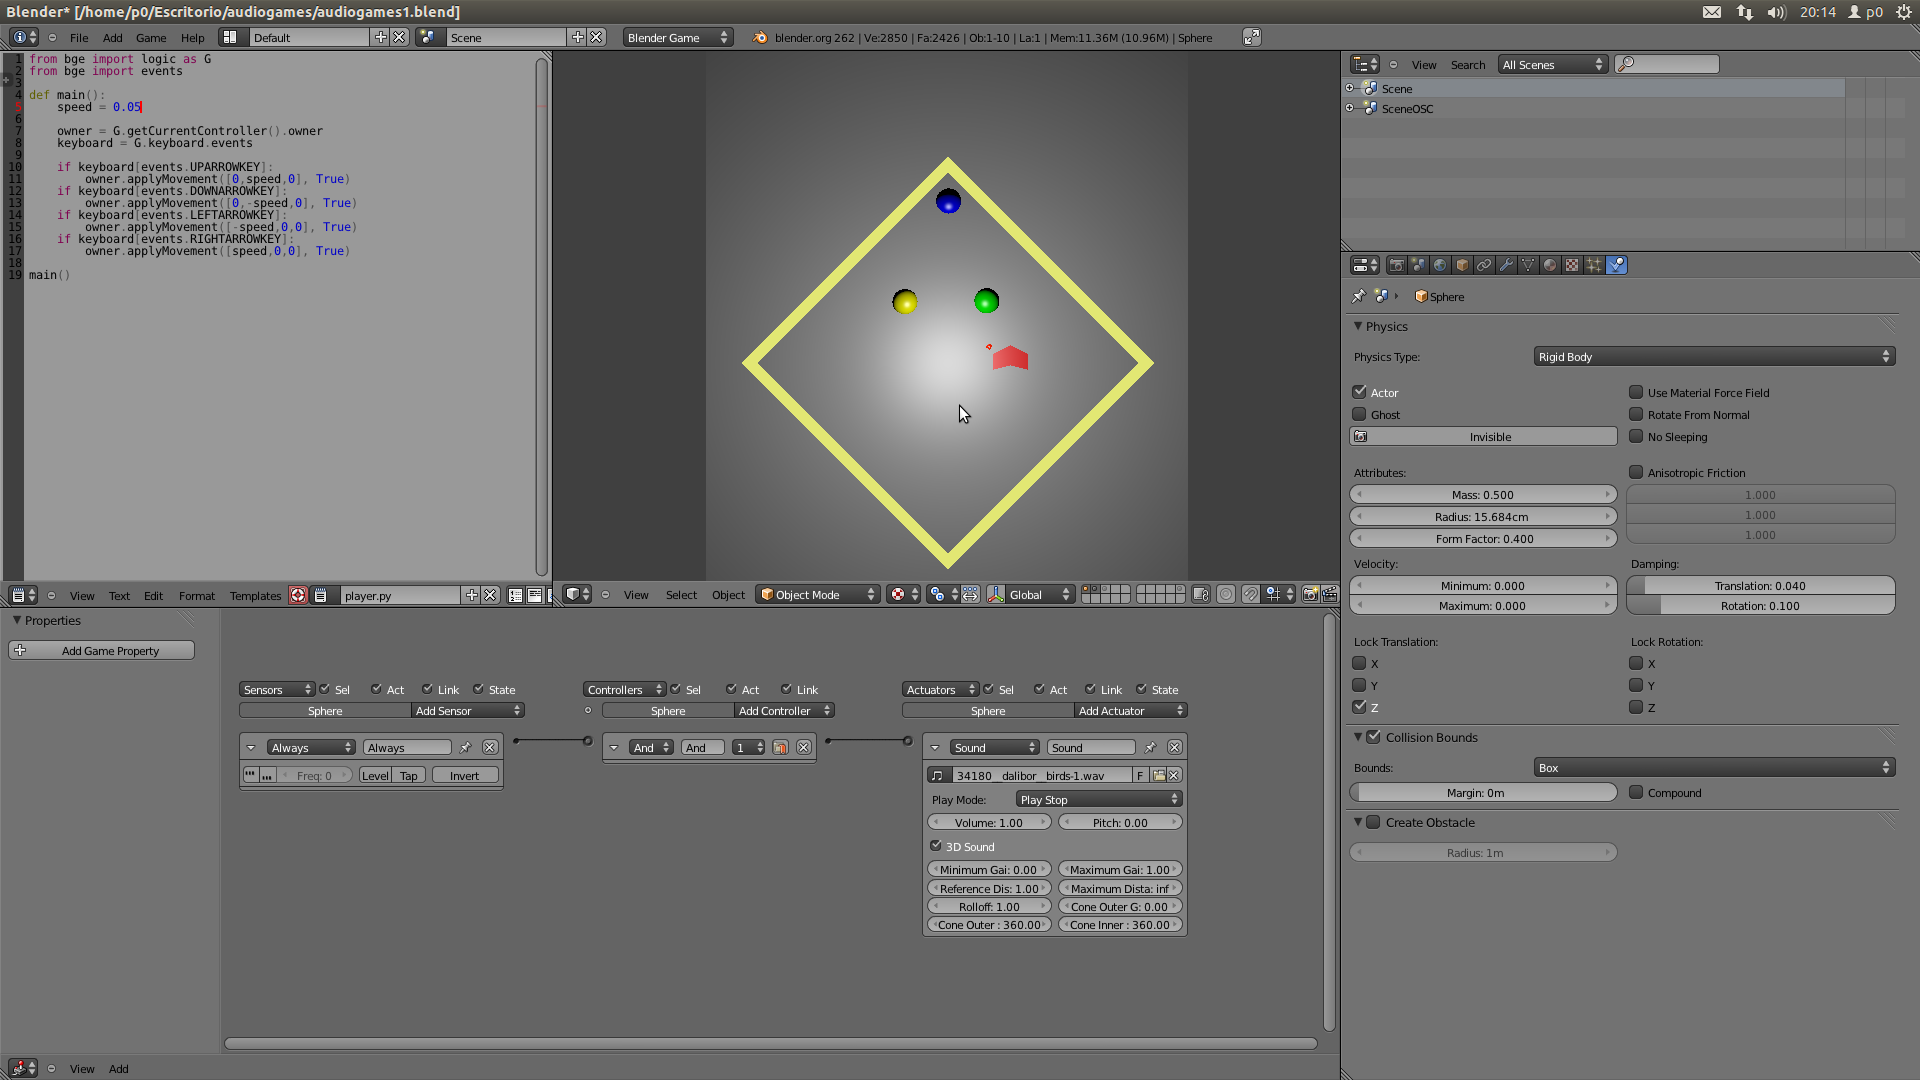 Blender* [/home/p0/Escritorio/audiogames/audiogames1.blend]
20:14 p0
File Add Game Render Help Default Scene Blender Game blender.org 262 | Ve:2850 | Fa:2426 | Ob:1-10 | La:1 | Mem:11.36M (10.96M) | Sphere
1 from bge import logic as G
2 from bge import events
3
4 def main():
5 speed = 0.05
6
7 owner = G.getCurrentController().owner
8 keyboard = G.keyboard.events
9
10 if keyboard[events.UPARROWKEY]:
11 owner.applyMovement([0,speed,0], True)
12 if keyboard[events.DOWNARROWKEY]:
13 owner.applyMovement([0,-speed,0], True)
14 if keyboard[events.LEFTARROWKEY]:
15 owner.applyMovement([-speed,0,0], True)
16 if keyboard[events.RIGHTARROWKEY]:
17 owner.applyMovement([speed,0,0], True)
18
19 main()
View Text Edit Format Templates player.py
View Select Object Object Mode Global
View Search All Scenes
Scene
SceneOSC
Sphere
Physics
Physics Type: Rigid Body
Actor Use Material Force Field
Ghost Rotate From Normal
Invisible No Sleeping
Attributes: Anisotropic Friction
Mass: 0.500 1.000
Radius: 15.684cm 1.000
Form Factor: 0.400 1.000
Velocity: Damping:
Minimum: 0.000 Translation: 0.040
Maximum: 0.000 Rotation: 0.100
Lock Translation: Lock Rotation:
X X
Y Y
Z Z
Collision Bounds
Bounds: Box
Margin: 0m Compound
Create Obstacle
Radius: 1m
Properties
Add Game Property
Sensors Sel Act Link State Controllers Sel Act Link Actuators Sel Act Link State
Sphere Add Sensor Sphere Add Controller Sphere Add Actuator
Always Always And And 1 Sound Sound
Freq: 0 Level Tap Invert
34180__dalibor__birds-1.wav F
Play Mode: Play Stop
Volume: 1.00 Pitch: 0.00
3D Sound
Minimum Gai: 0.00 Maximum Gai: 1.00
Reference Dis: 1.00 Maximum Dista: inf
Rolloff: 1.00 Cone Outer G: 0.00
Cone Outer : 360.00 Cone Inner : 360.00
View Add